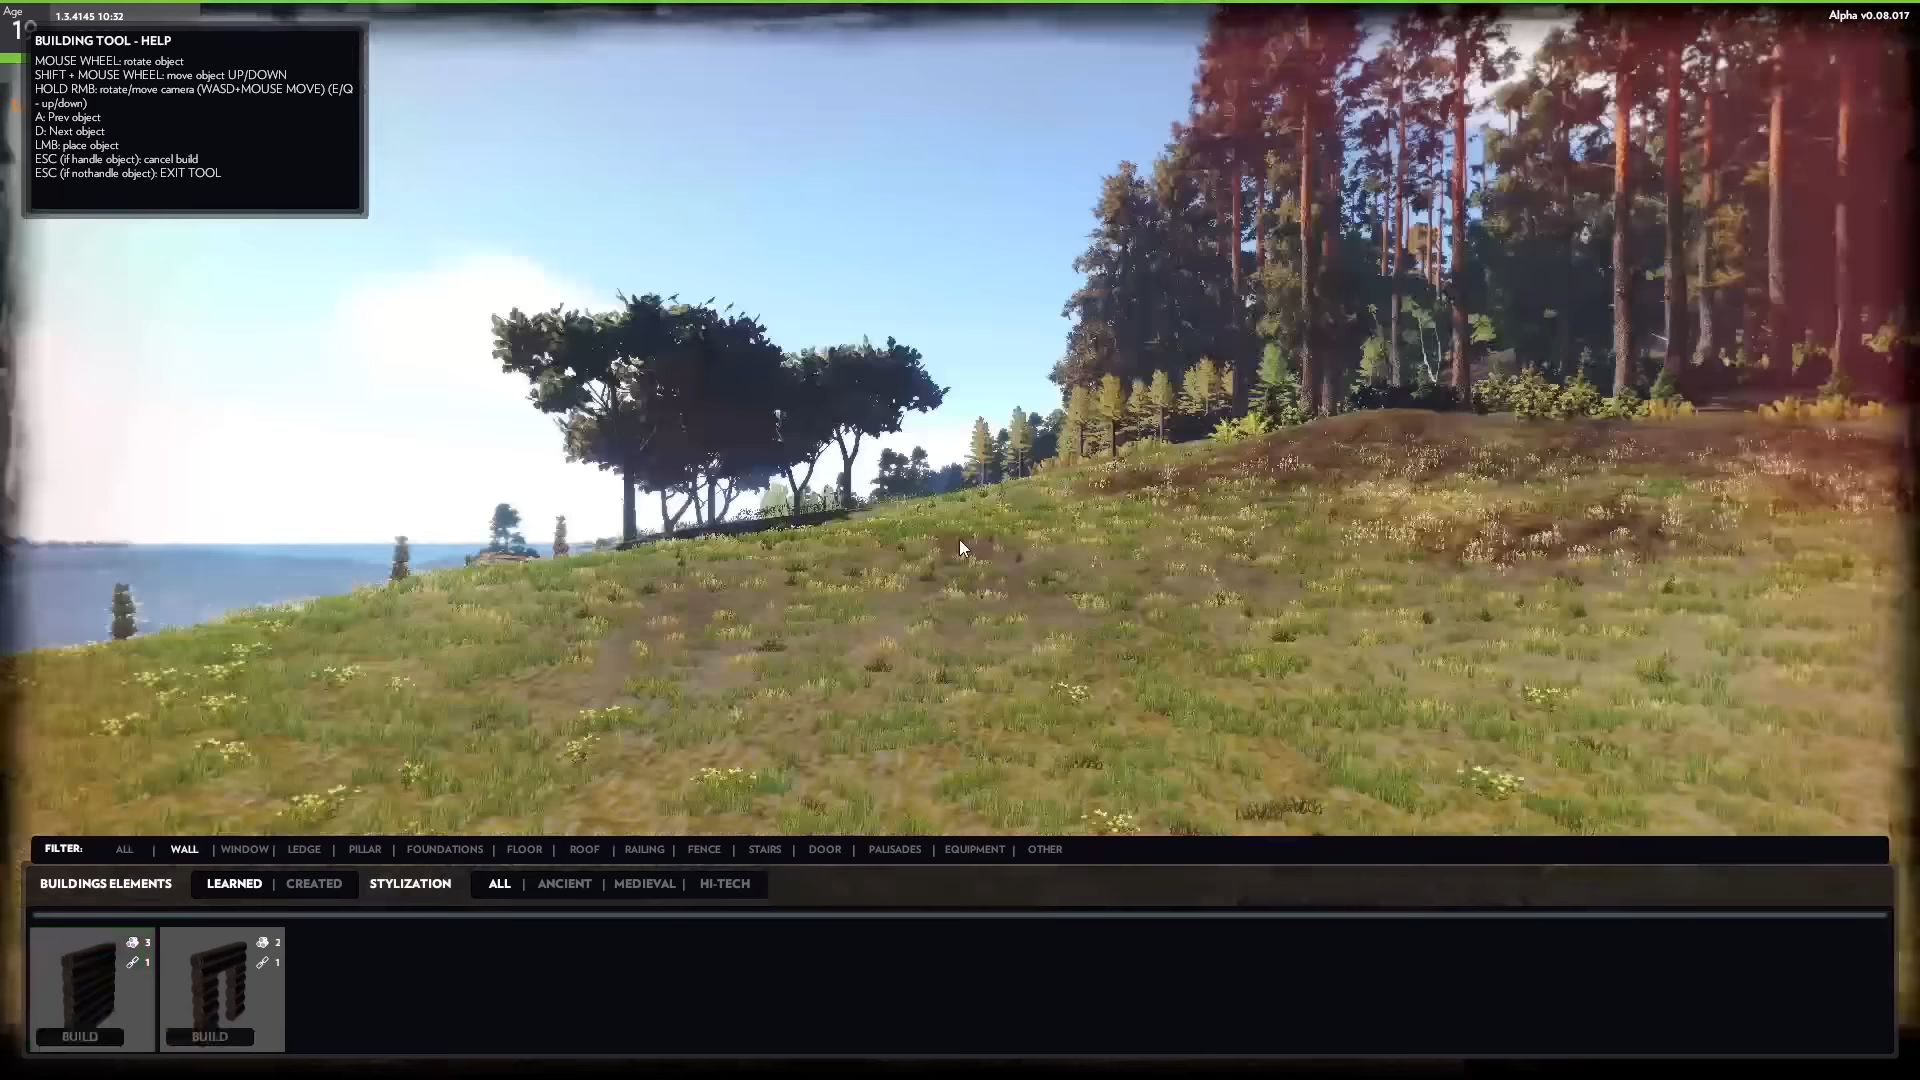 Age
1.3.4145 10:32
Alpha v0.08.017
BUILDING TOOL - HELP
MOUSE WHEEL: rotate object
SHIFT + MOUSE WHEEL: move object UP/DOWN
HOLD RMB: rotate/move camera (WASD+MOUSE MOVE) (E/Q
- up/down)
A: Prev object
D: Next object
LMB: place object
ESC (if handle object): cancel build
ESC (if nothandle object): EXIT TOOL
FILTER: ALL | WALL | WINDOW | LEDGE | PILLAR | FOUNDATIONS | FLOOR | ROOF | RAILING | FENCE | STAIRS | DOOR | PALISADES | EQUIPMENT | OTHER
BUILDINGS ELEMENTS LEARNED | CREATED STYLIZATION ALL | ANCIENT | MEDIEVAL | HI-TECH
3 2
1 1
BUILD BUILD